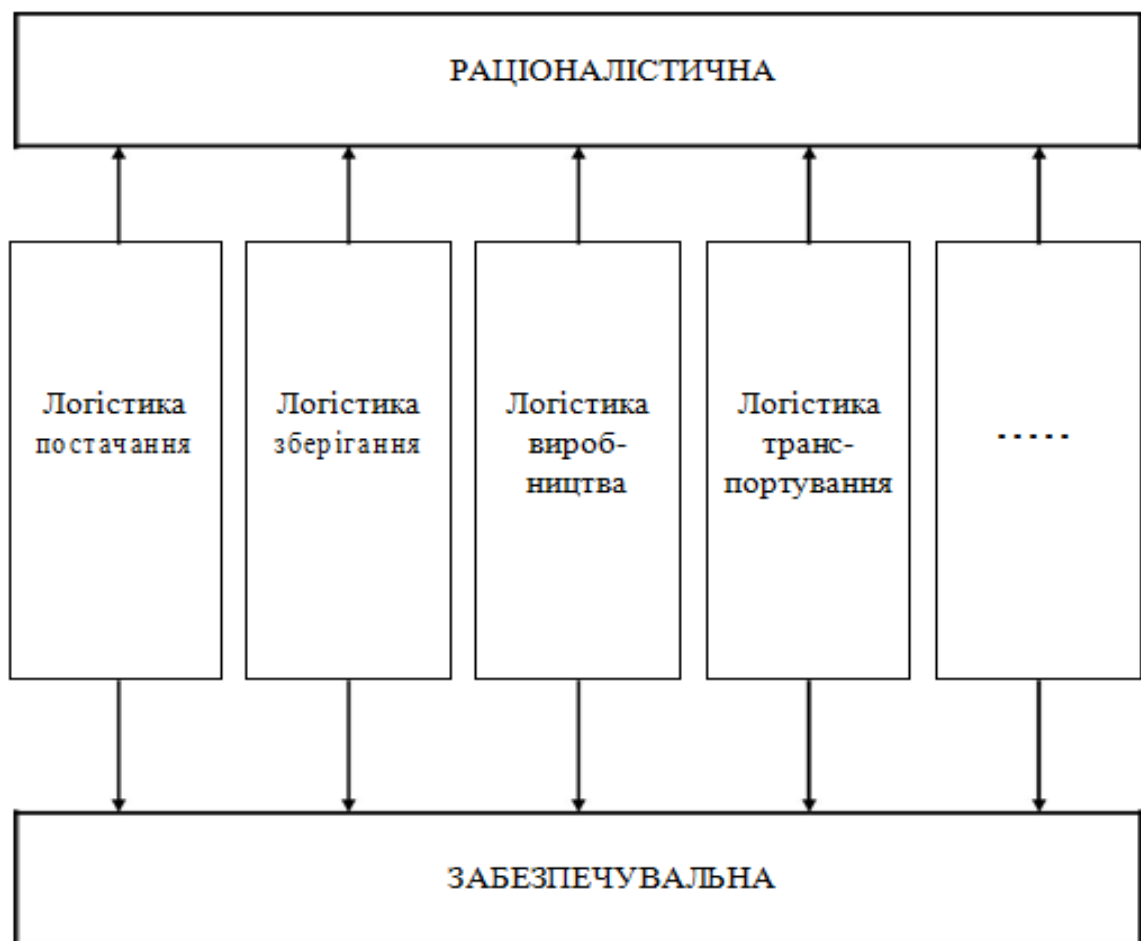 РАЦІОНАЛІСТИЧНА
Логістика
постачання
Логістика
зберігання
Логістика
вироб-
ництва
Логістика
транс-
портування
.....
ЗАБЕЗПЕЧУВАЛЬНА